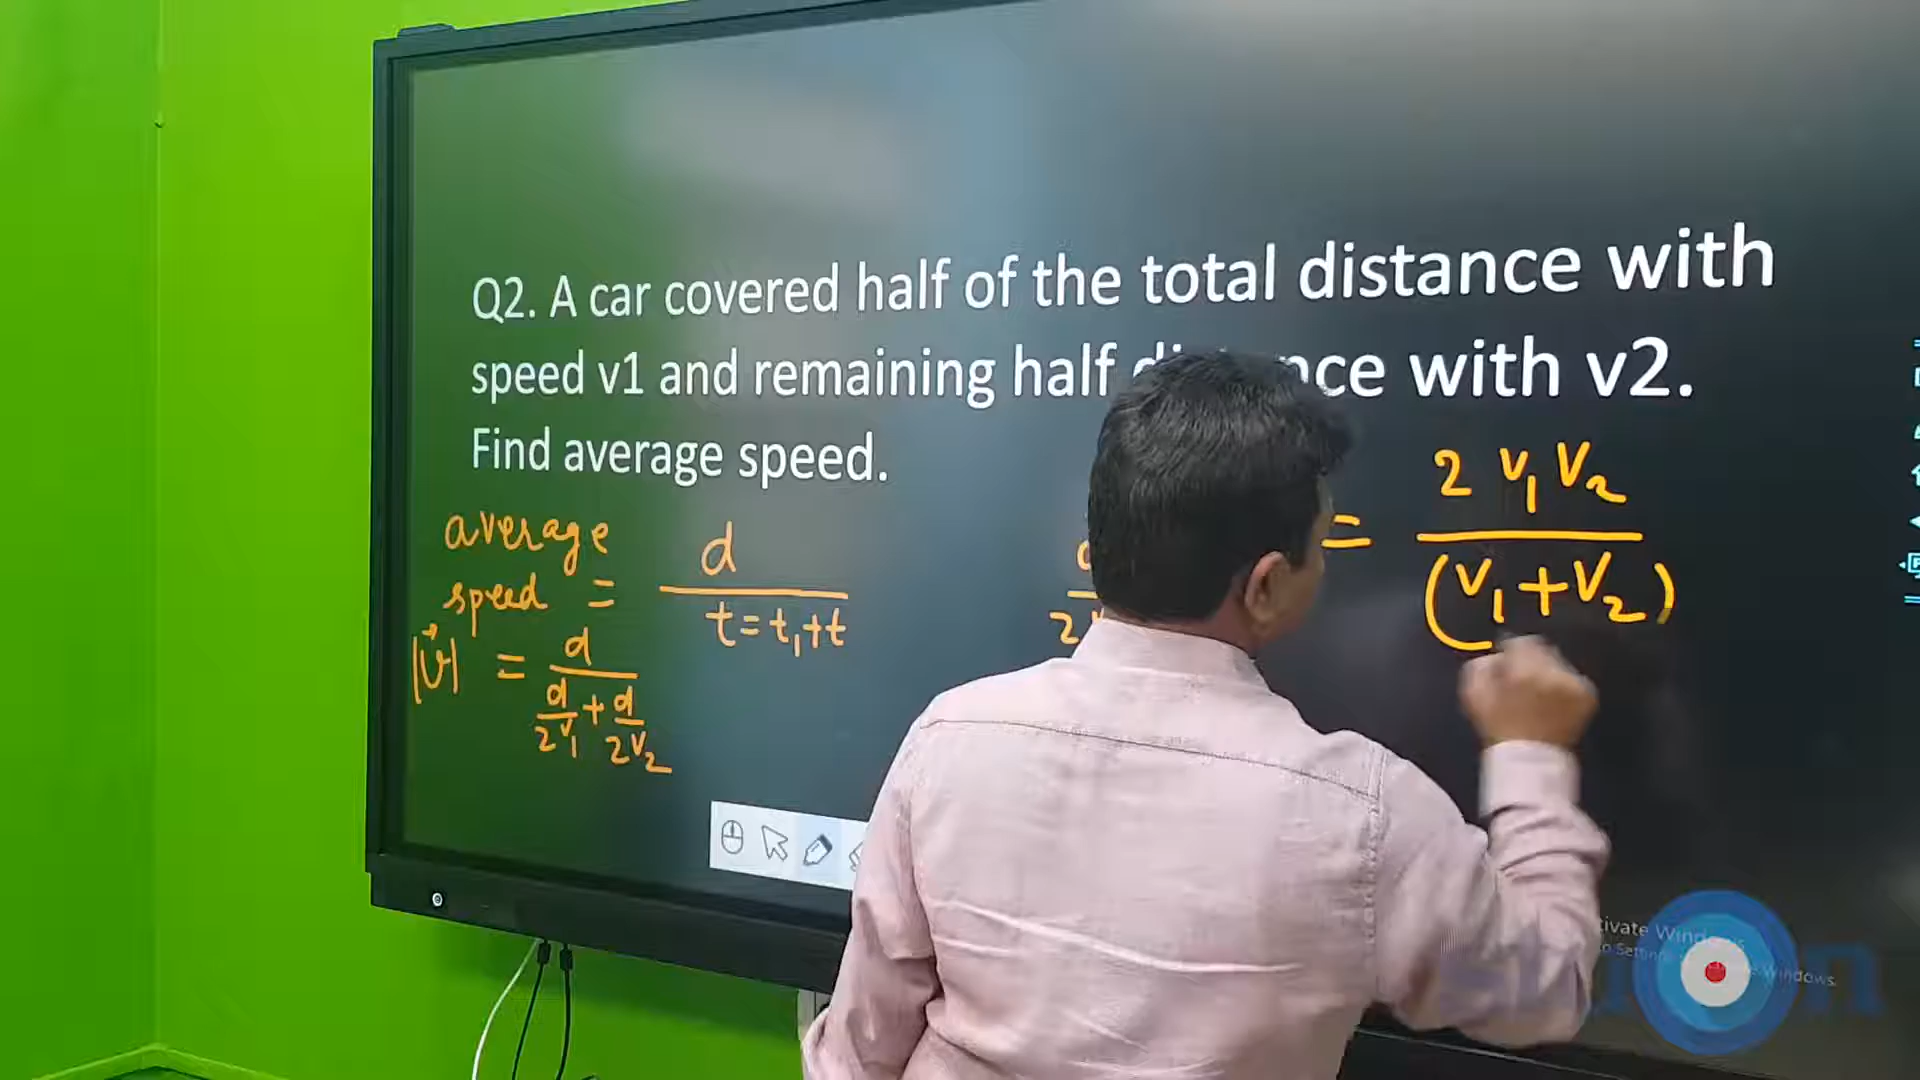 Q2. A car covered half of the total distance with
speed v1 and remaining half distance with v2.
Find average speed.
average
speed = d / t = t₁+t
|v⃗| = d / (d/2v₁ + d/2v₂)
= 2 v₁ v₂ / (v₁+v₂)